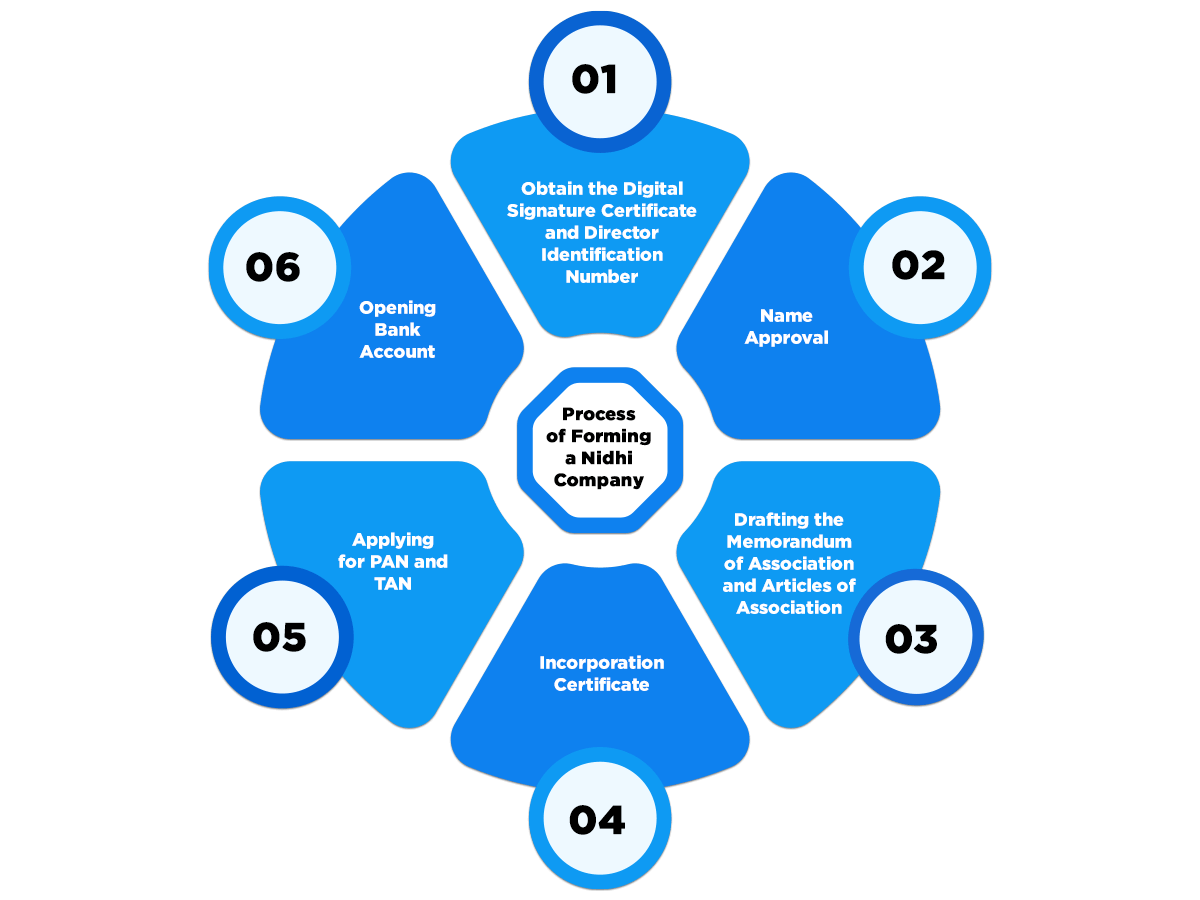 01
Obtain the Digital
Signature Certificate
and Director
Identification
Number
02
Name
Approval
03
Drafting the
Memorandum
of Association
and Articles of
Association
04
Incorporation
Certificate
05
Applying
for PAN and
TAN
06
Opening
Bank
Account
Process
of Forming
a Nidhi
Company